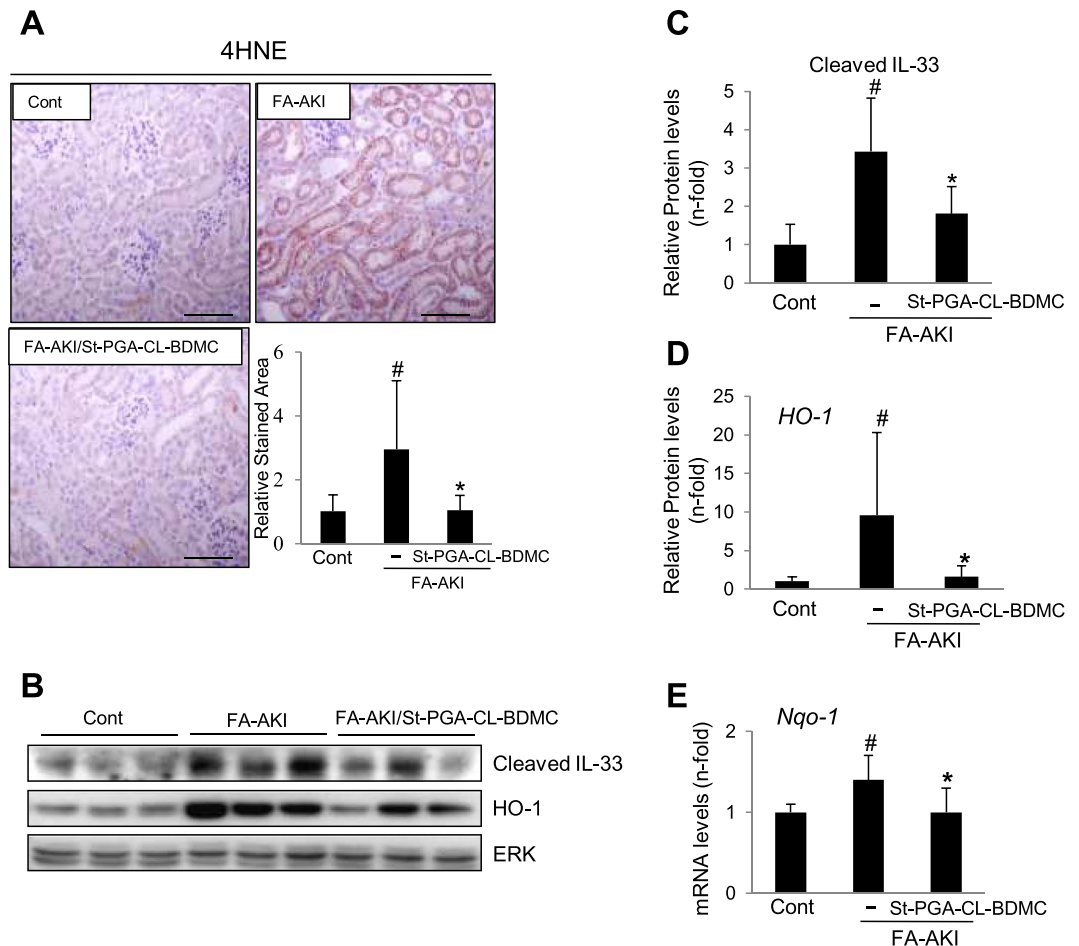 A
4HNE
Cont
FA-AKI
FA-AKI/St-PGA-CL-BDMC
Relative Stained Area
6
4
2
0
#
*
Cont
– St-PGA-CL-BDMC
FA-AKI
B
Cont FA-AKI FA-AKI/St-PGA-CL-BDMC
Cleaved IL-33
HO-1
ERK
C
Cleaved IL-33
Relative Protein levels
(n-fold)
5
4
3
2
1
0
#
*
Cont – St-PGA-CL-BDMC
FA-AKI
D
HO-1
Relative Protein levels
(n-fold)
25
20
15
10
5
0
#
*
Cont – St-PGA-CL-BDMC
FA-AKI
E
Nqo-1
mRNA levels (n-fold)
2
1
0
#
*
Cont – St-PGA-CL-BDMC
FA-AKI